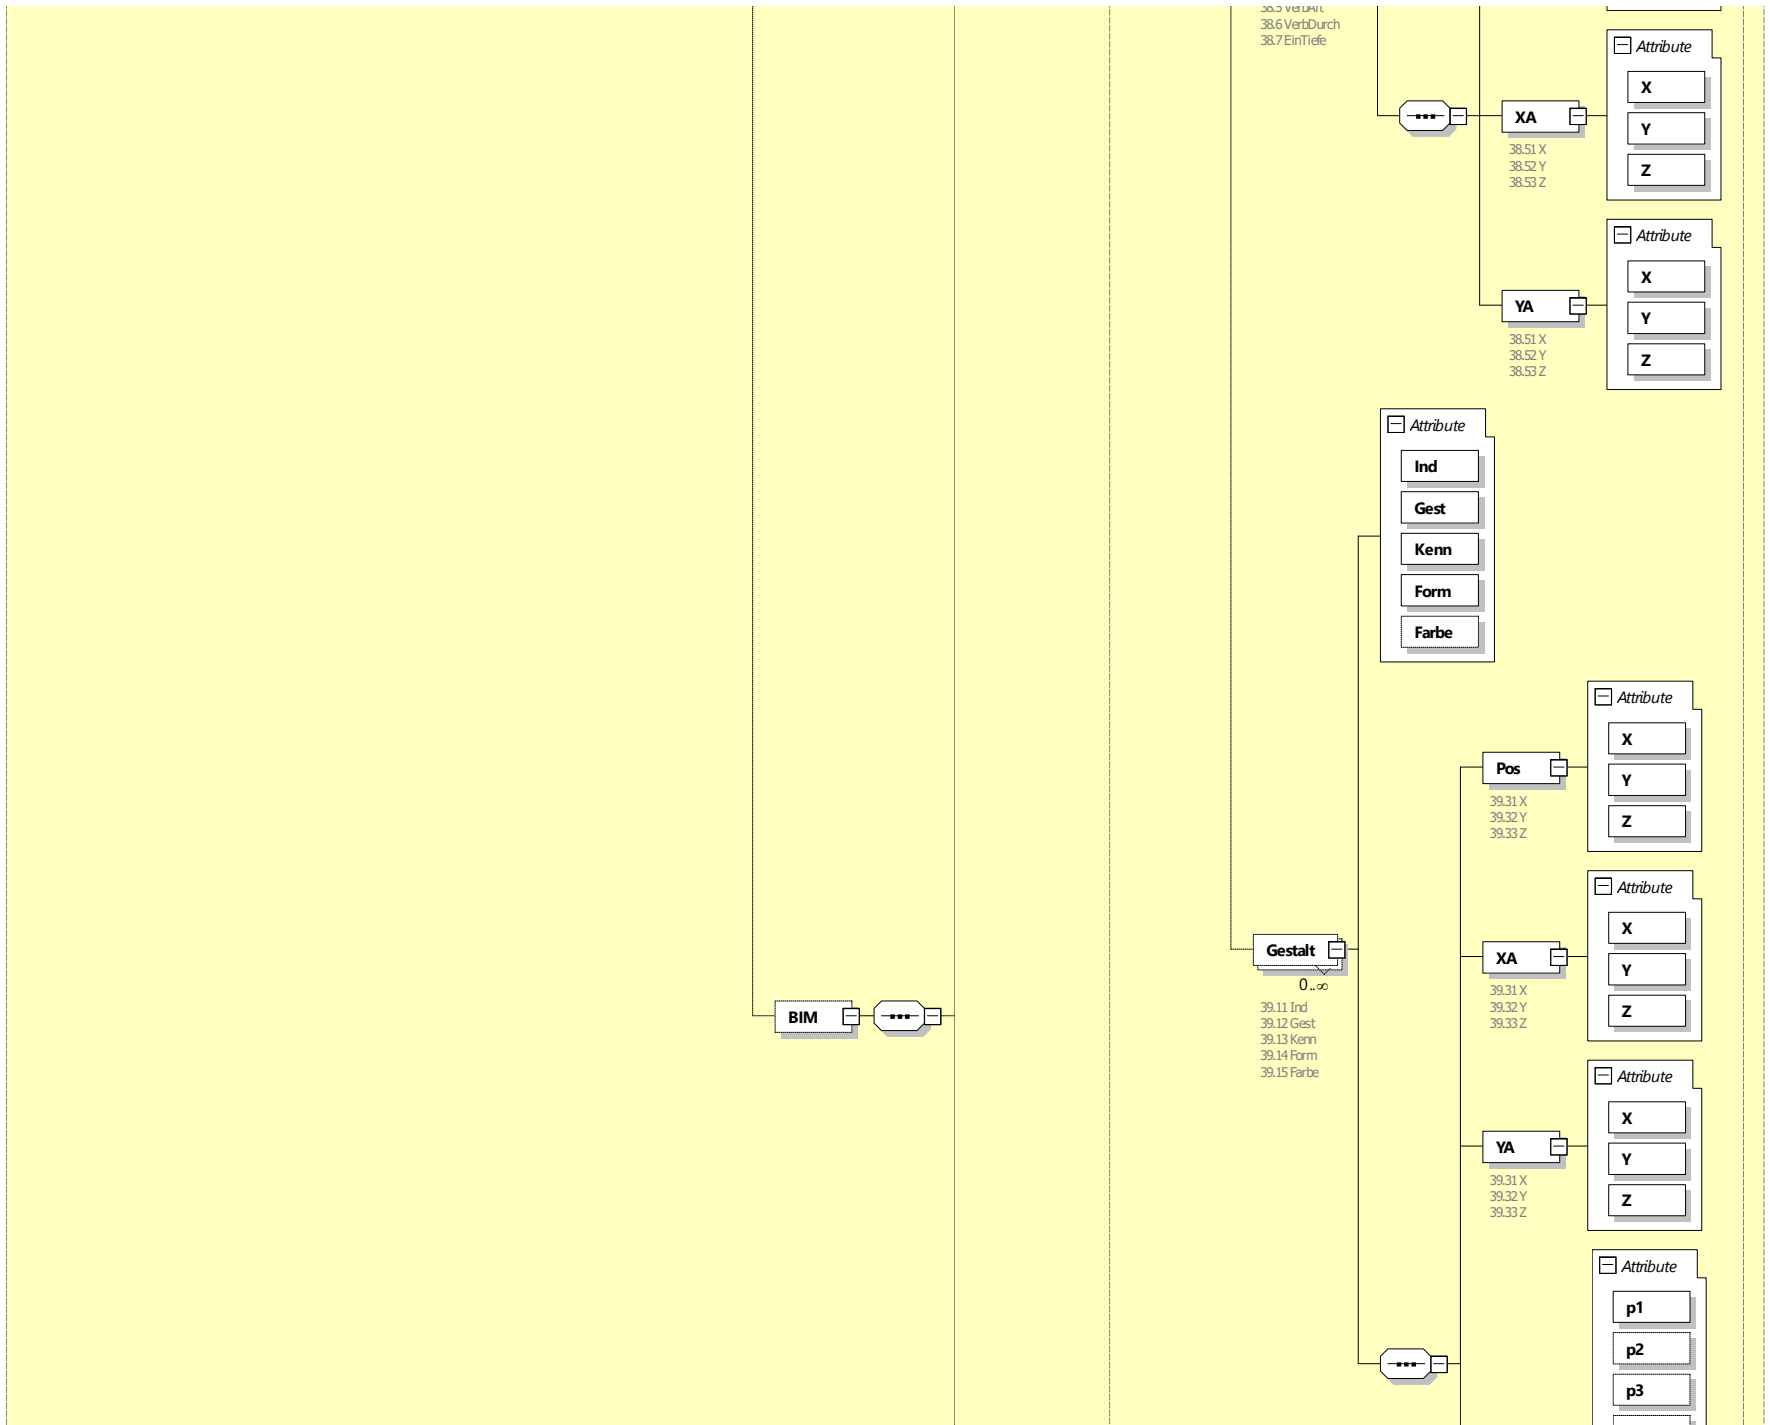 38.5 VerbArt
38.6 VerbDurch
38.7 EinTiefe
Attribute
X
Y
Z
XA
38.51 X
38.52 Y
38.53 Z
Attribute
X
Y
Z
YA
38.51 X
38.52 Y
38.53 Z
Attribute
Ind
Gest
Kenn
Form
Farbe
Attribute
X
Y
Z
Pos
39.31 X
39.32 Y
39.33 Z
Attribute
X
Y
Z
XA
39.31 X
39.32 Y
39.33 Z
Gestalt
0..∞
39.11 Ind
39.12 Gest
39.13 Kenn
39.14 Form
39.15 Farbe
BIM
Attribute
X
Y
Z
YA
39.31 X
39.32 Y
39.33 Z
Attribute
p1
p2
p3